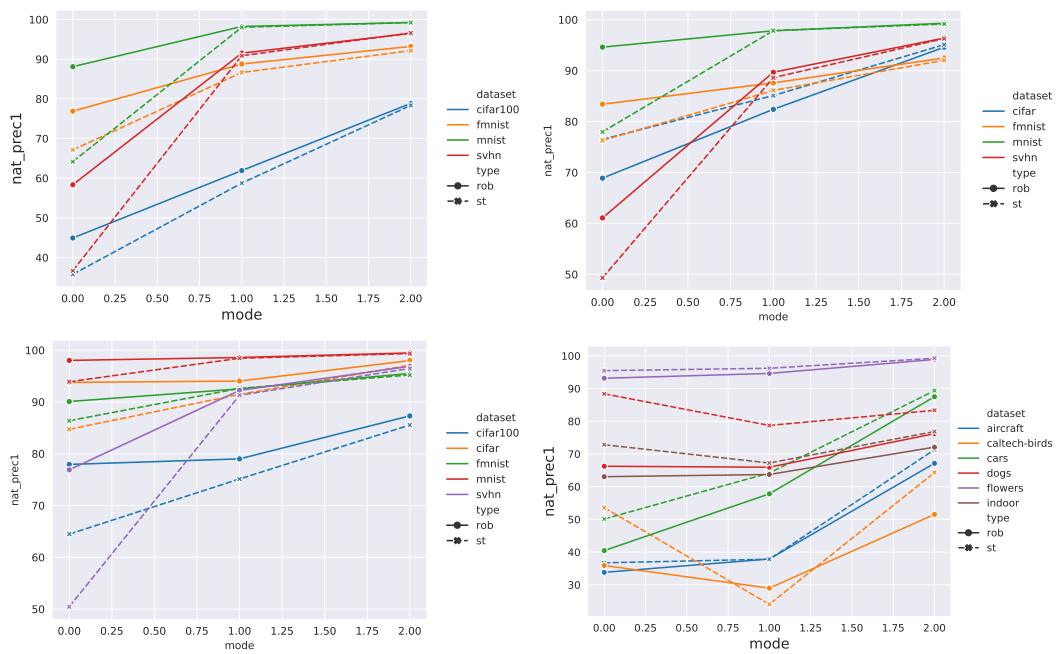 100
90
80
70
60
50
40
nat_prec1
0.00 0.25 0.50 0.75 1.00 1.25 1.50 1.75 2.00
mode
dataset
cifar100
fmnist
mnist
svhn
type
rob
st
100
90
80
70
60
50
nat_prec1
0.00 0.25 0.50 0.75 1.00 1.25 1.50 1.75 2.00
mode
dataset
cifar
fmnist
mnist
svhn
type
rob
st
100
90
80
70
60
50
nat_prec1
0.00 0.25 0.50 0.75 1.00 1.25 1.50 1.75 2.00
mode
dataset
cifar100
cifar
fmnist
mnist
svhn
type
rob
st
100
90
80
70
60
50
40
30
nat_prec1
0.00 0.25 0.50 0.75 1.00 1.25 1.50 1.75 2.00
mode
dataset
aircraft
caltech-birds
cars
dogs
flowers
indoor
type
rob
st